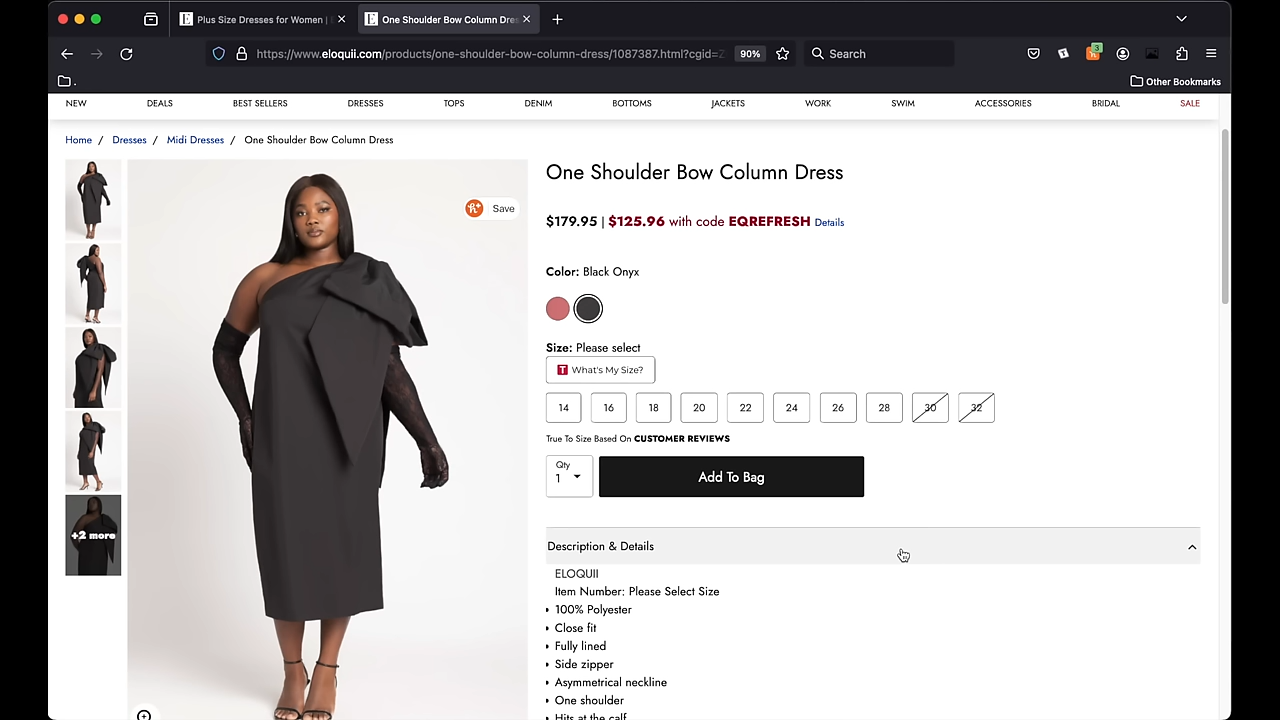 Plus Size Dresses for Women |
One Shoulder Bow Column Dre
https://www.eloquii.com/products/one-shoulder-bow-column-dress/1087387.html?cgid=Z
90%
Search
3
.
Other Bookmarks
NEW DEALS BEST SELLERS DRESSES TOPS DENIM BOTTOMS JACKETS WORK SWIM ACCESSORIES BRIDAL SALE
Home / Dresses / Midi Dresses / One Shoulder Bow Column Dress
Save
+2 more
One Shoulder Bow Column Dress
$179.95 | $125.96 with code EQREFRESH Details
Color: Black Onyx
Size: Please select
T What's My Size?
14 16 18 20 22 24 26 28 30 32
True To Size Based On CUSTOMER REVIEWS
Qty
1
Add To Bag
Description & Details
ELOQUII
Item Number: Please Select Size
100% Polyester
Close fit
Fully lined
Side zipper
Asymmetrical neckline
One shoulder
Hits at the calf